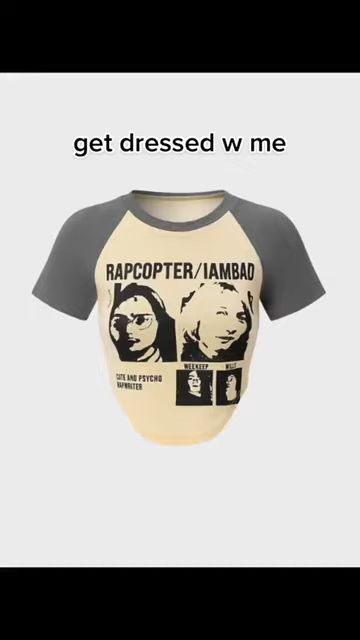 get dressed w me
RAPCOPTER/IAMBAD
WEEKEEP WILLY
CUTE AND PSYCHO
RAPWRITER